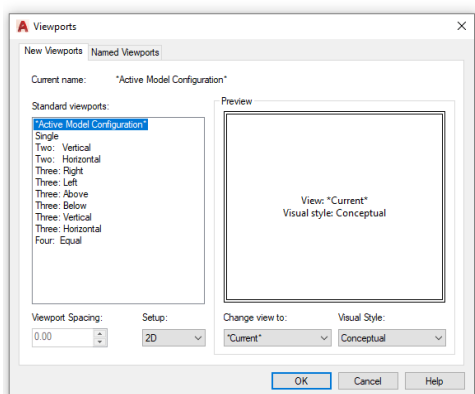 Viewports
New Viewports
Named Viewports
Current name: *Active Model Configuration*
Standard viewports:
*Active Model Configuration*
Single
Two: Vertical
Two: Horizontal
Three: Right
Three: Left
Three: Above
Three: Below
Three: Vertical
Three: Horizontal
Four: Equal
Preview
View: *Current*
Visual style: Conceptual
Viewport Spacing:
0.00
Setup:
2D
Change view to:
*Current*
Visual Style:
Conceptual
OK
Cancel
Help